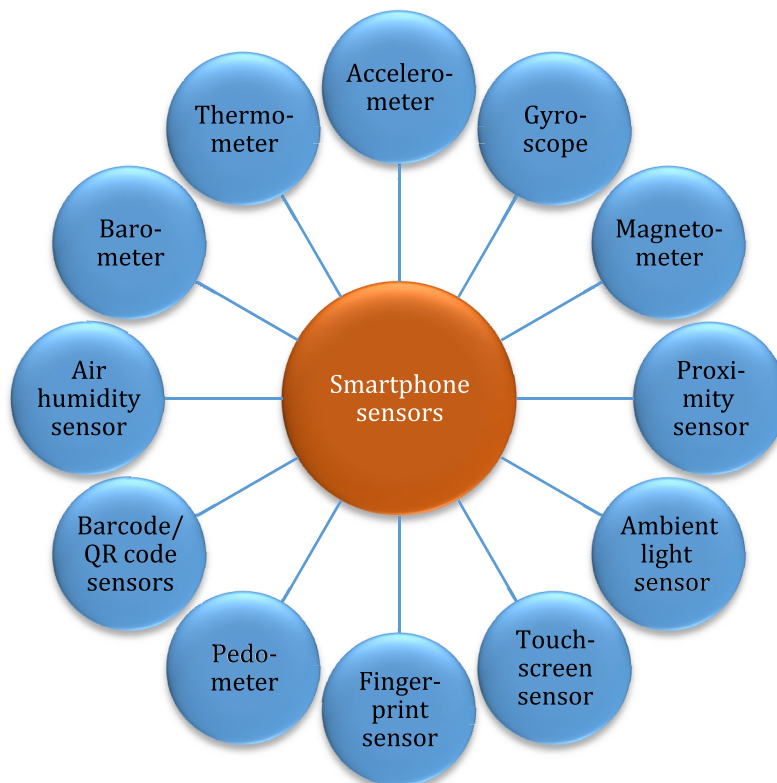 Accelero-
meter
Gyro-
scope
Magneto-
meter
Proxi-
mity
sensor
Ambient
light
sensor
Touch-
screen
sensor
Finger-
print
sensor
Pedo-
meter
Barcode/
QR code
sensors
Air
humidity
sensor
Baro-
meter
Thermo-
meter
Smartphone
sensors